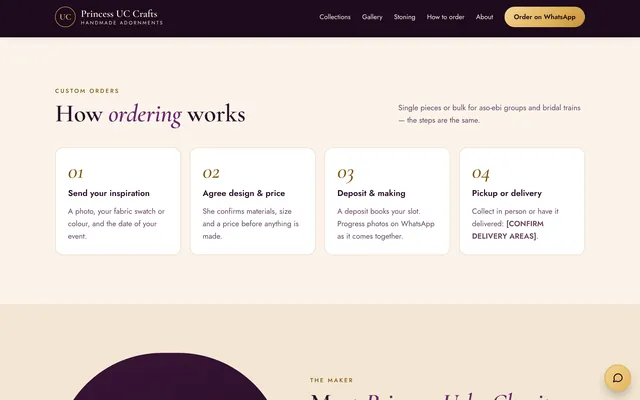 UC
Princess UC Crafts
HANDMADE ADORNMENTS
Collections
Gallery
Stoning
How to order
About
Order on WhatsApp
CUSTOM ORDERS
How ordering works
Single pieces or bulk for aso-ebi groups and bridal trains
— the steps are the same.
01
Send your inspiration
A photo, your fabric swatch or
colour, and the date of your
event.
02
Agree design & price
She confirms materials, size
and a price before anything is
made.
03
Deposit & making
A deposit books your slot.
Progress photos on WhatsApp
as it comes together.
04
Pickup or delivery
Collect in person or have it
delivered: [CONFIRM
DELIVERY AREAS].
THE MAKER